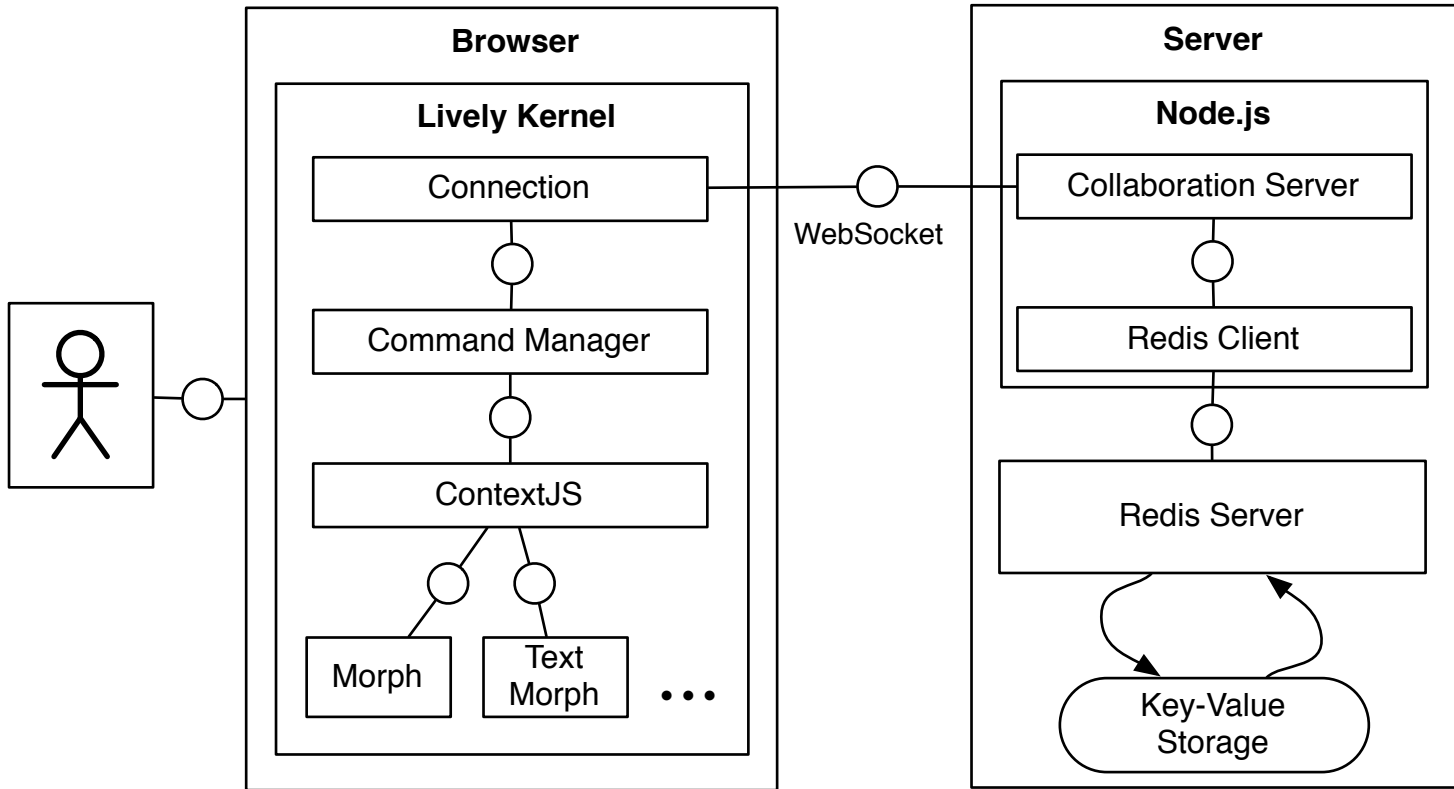 Browser
Lively Kernel
Connection
Command Manager
ContextJS
Morph
Text
Morph
WebSocket
Server
Node.js
Collaboration Server
Redis Client
Redis Server
Key-Value
Storage